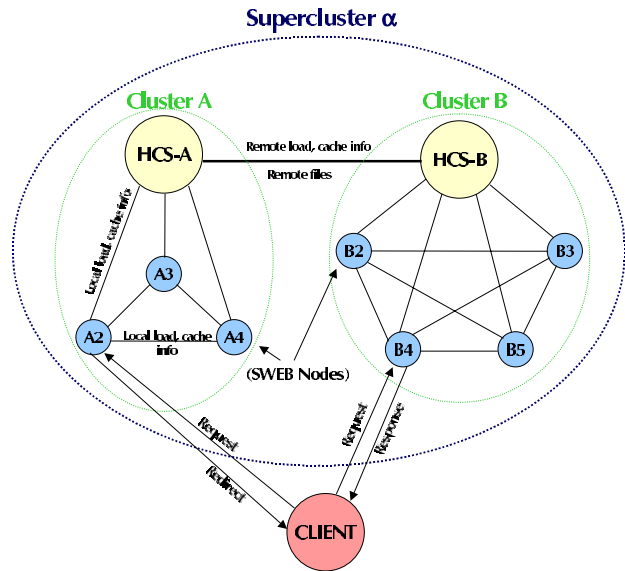 Supercluster α
Cluster A
Cluster B
HCS-A
Remote load, cache info
HCS-B
Remote files
Local load, cache info
B2
B3
A3
A2
Local load, cache
info
A4
B4
B5
(SWEB Nodes)
Request
Redirect
Request
Response
CLIENT